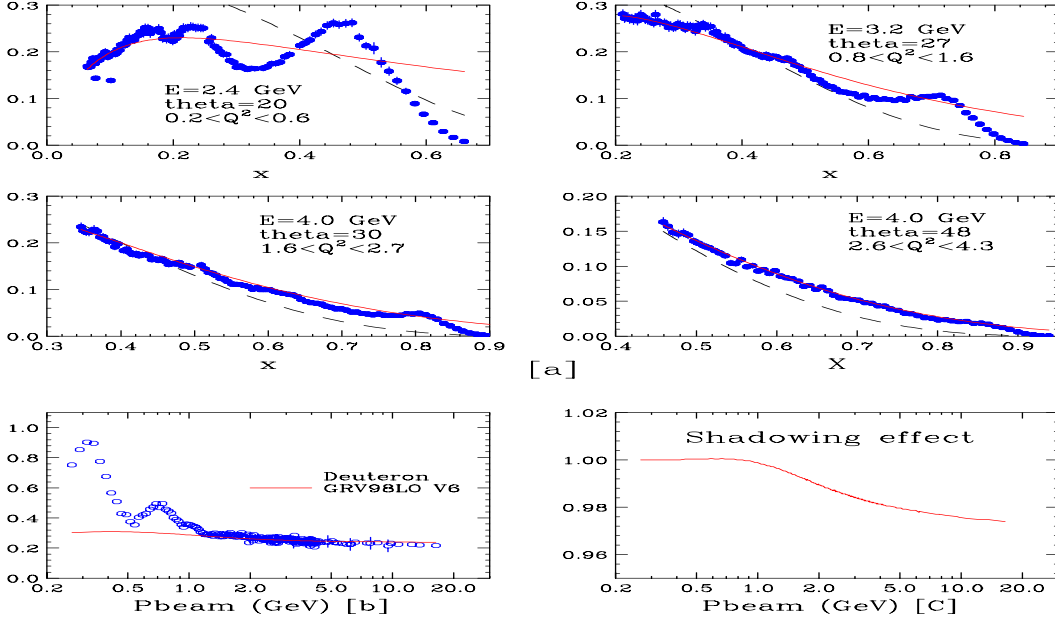 0.3
0.2
0.1
0.0
E=2.4 GeV
theta=20
0.2<Q²<0.6
0.0 0.2 0.4 0.6
x
0.3
0.2
0.1
0.0
E=3.2 GeV
theta=27
0.8<Q²<1.6
0.2 0.4 0.6 0.8
x
0.3
0.2
0.1
0.0
E=4.0 GeV
theta=30
1.6<Q²<2.7
0.3 0.4 0.5 0.6 0.7 0.8 0.9
x
0.20
0.15
0.10
0.05
0.00
E=4.0 GeV
theta=48
2.6<Q²<4.3
0.4 0.5 0.6 0.7 0.8 0.9
X
[a]
1.0
0.8
0.6
0.4
0.2
0.0
Deuteron
GRV98LO V6
0.2 0.5 1.0 2.0 5.0 10.0 20.0
Pbeam (GeV) [b]
1.02
1.00
0.98
0.96
Shadowing effect
0.2 0.5 1.0 2.0 5.0 10.0 20.0
Pbeam (GeV) [C]